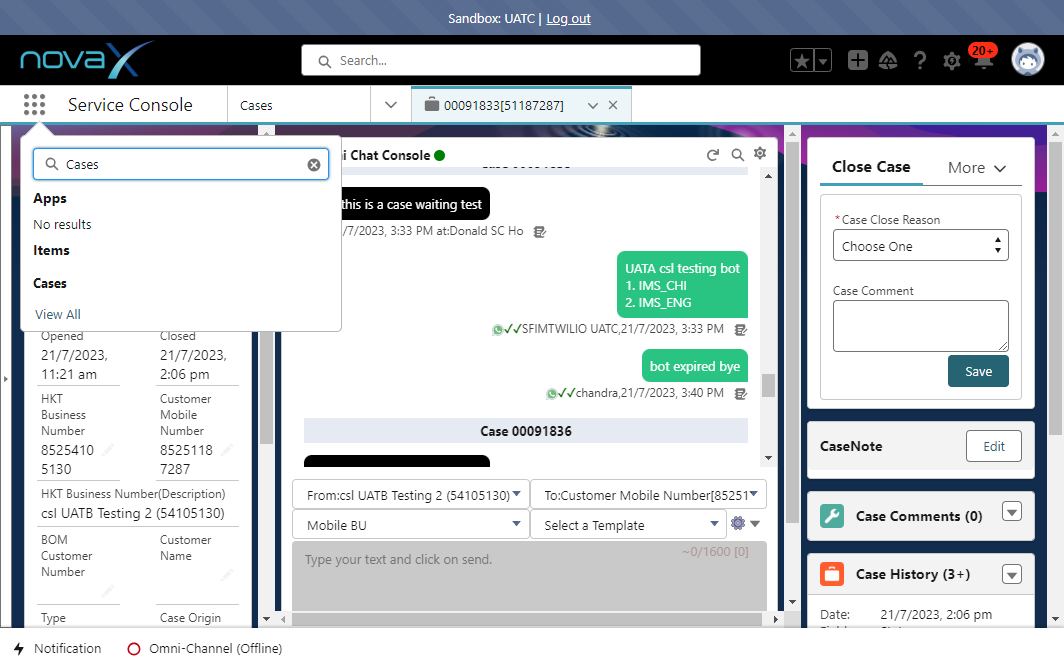 Sandbox: UATC | Log out
novaX
Search...
20+
Service Console
Cases
00091833[51187287]
Cases
Apps
No results
Items
Cases
View All
Opened
21/7/2023,
11:21 am
Closed
21/7/2023,
2:06 pm
HKT
Business
Number
8525410
5130
Customer
Mobile
Number
8525118
7287
HKT Business Number(Description)
csl UATB Testing 2 (54105130)
BOM
Customer
Number
Customer
Name
Type
Case Origin
i Chat Console
this is a case waiting test
/7/2023, 3:33 PM at:Donald SC Ho
UATA csl testing bot
1. IMS_CHI
2. IMS_ENG
✓✓SFIMTWILIO UATC,21/7/2023, 3:33 PM
bot expired bye
✓✓chandra,21/7/2023, 3:40 PM
Case 00091836
From:csl UATB Testing 2 (54105130)
To:Customer Mobile Number[85251
Mobile BU
Select a Template
Type your text and click on send.
~0/1600 [0]
Close Case
More
*Case Close Reason
Choose One
Case Comment
Save
CaseNote
Edit
Case Comments (0)
Case History (3+)
Date:
21/7/2023, 2:06 pm
Notification
Omni-Channel (Offline)